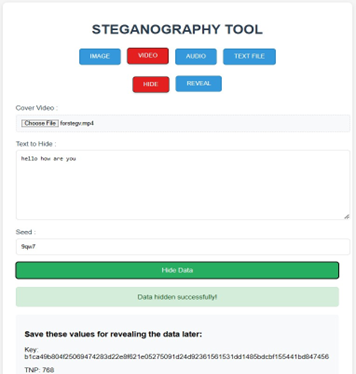 STEGANOGRAPHY TOOL
IMAGE VIDEO AUDIO TEXT FILE
HIDE REVEAL
Cover Video :
Choose File forstegv.mp4
Text to Hide :
hello how are you
Seed :
9qw7
Hide Data
Data hidden successfully!
Save these values for revealing the data later:
Key:
TNP: 768